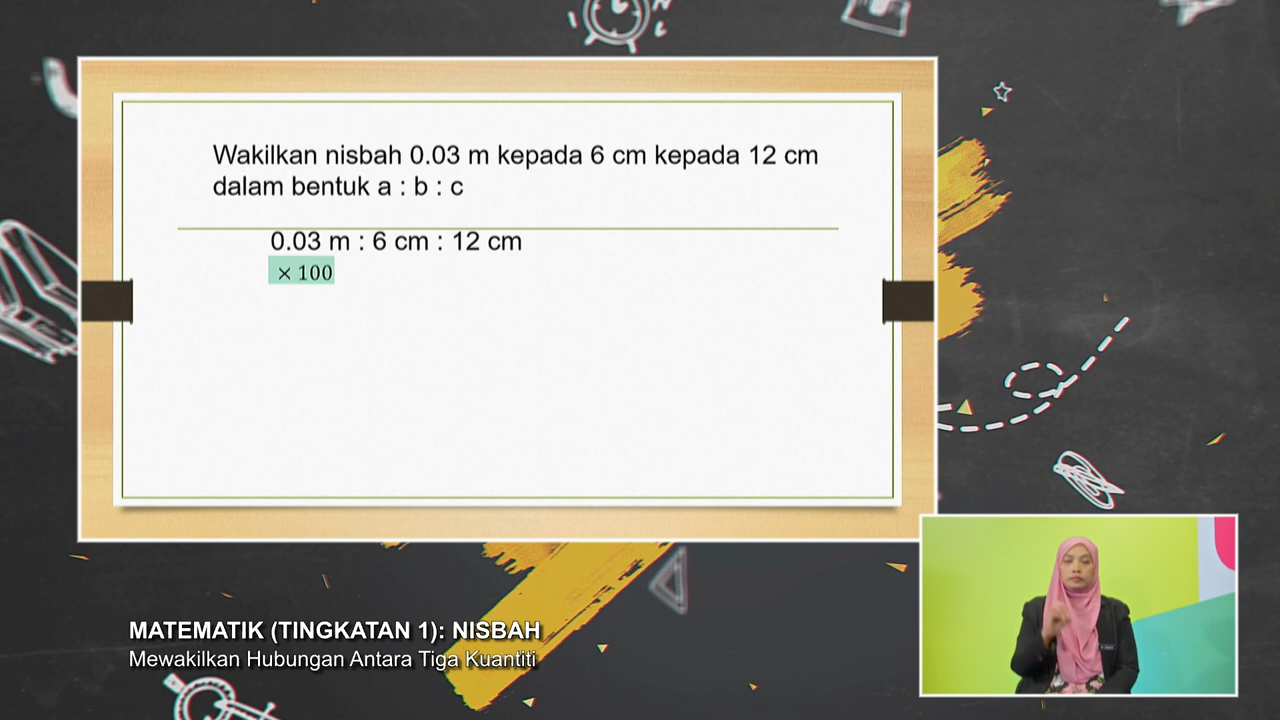 Wakilkan nisbah 0.03 m kepada 6 cm kepada 12 cm
dalam bentuk a : b : c
0.03 m : 6 cm : 12 cm
× 100
MATEMATIK (TINGKATAN 1): NISBAH
Mewakilkan Hubungan Antara Tiga Kuantiti